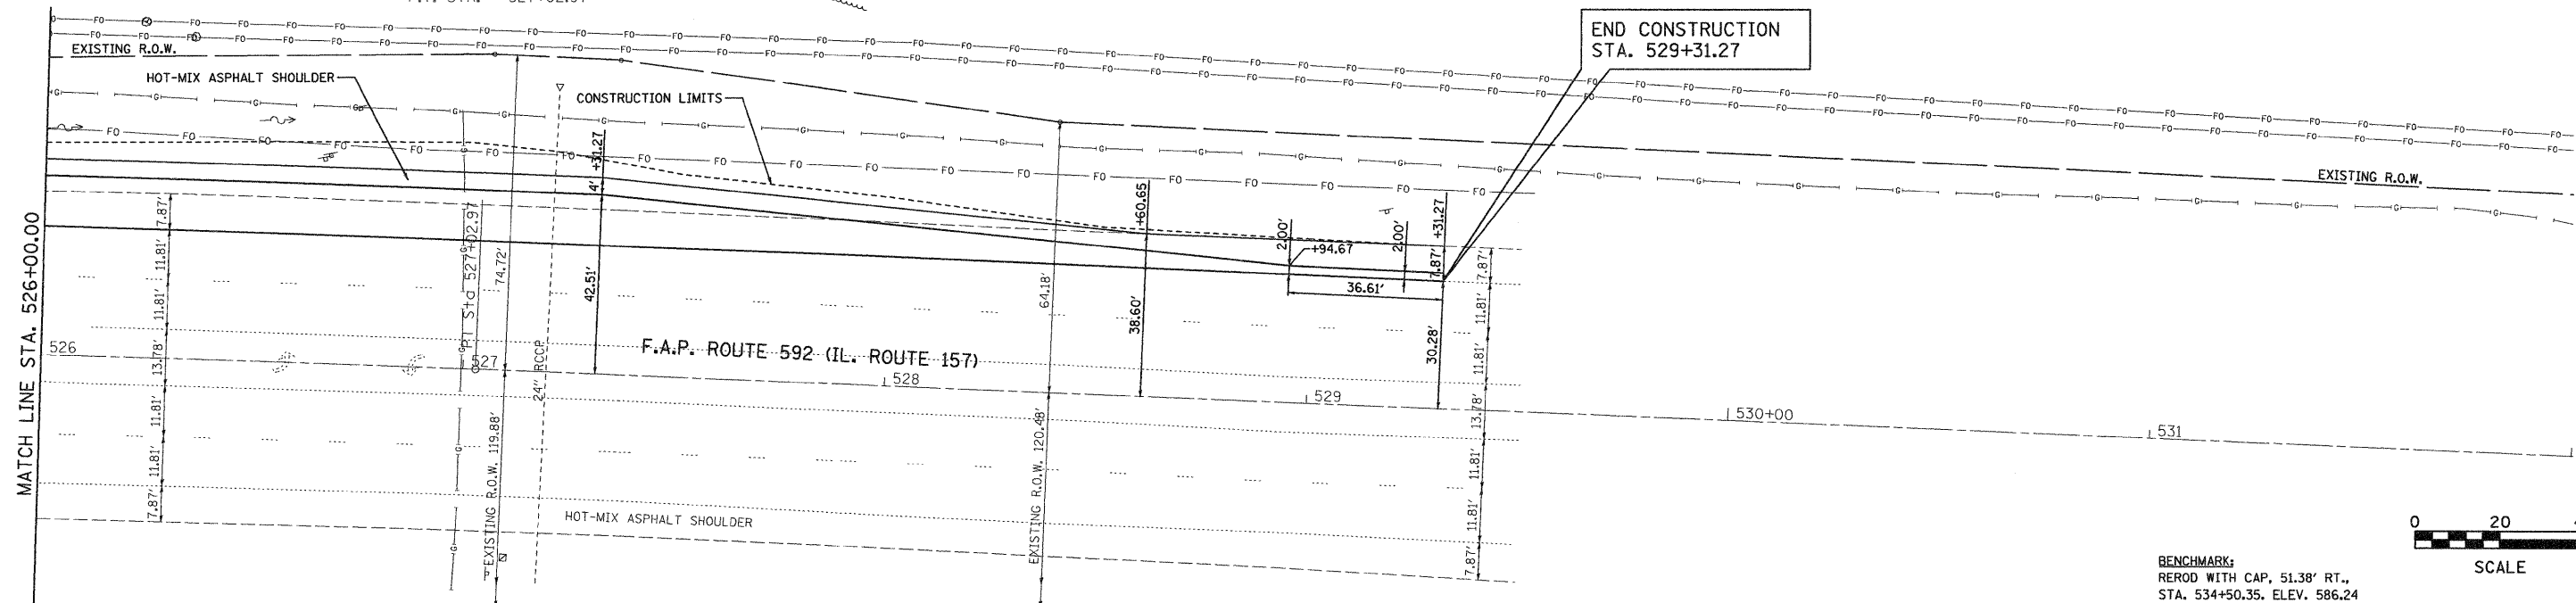 EXISTING R.O.W.
HOT-MIX ASPHALT SHOULDER
CONSTRUCTION LIMITS
END CONSTRUCTION
STA. 529+31.27
EXISTING R.O.W.
MATCH LINE STA. 526+00.00
7.87'
11.81'
11.81'
13.78'
11.81'
11.81'
7.87'
PI Sta 527+02.97
74.72'
EXISTING R.O.W. 119.88'
24" RCCP
4'
+31.27
42.51'
F.A.P. ROUTE 592 (IL. ROUTE 157)
64.18'
EXISTING R.O.W. 120.48'
+60.65
38.60'
2.00'
+94.67
2.00'
36.61'
+31.27
7.87'
30.28'
7.87'
11.81'
11.81'
13.78'
11.81'
11.81'
7.87'
526
527
528
529
530+00
531
HOT-MIX ASPHALT SHOULDER
FO
G
0 20
SCALE
BENCHMARK:
REROD WITH CAP, 51.38' RT.,
STA. 534+50.35. ELEV. 586.24